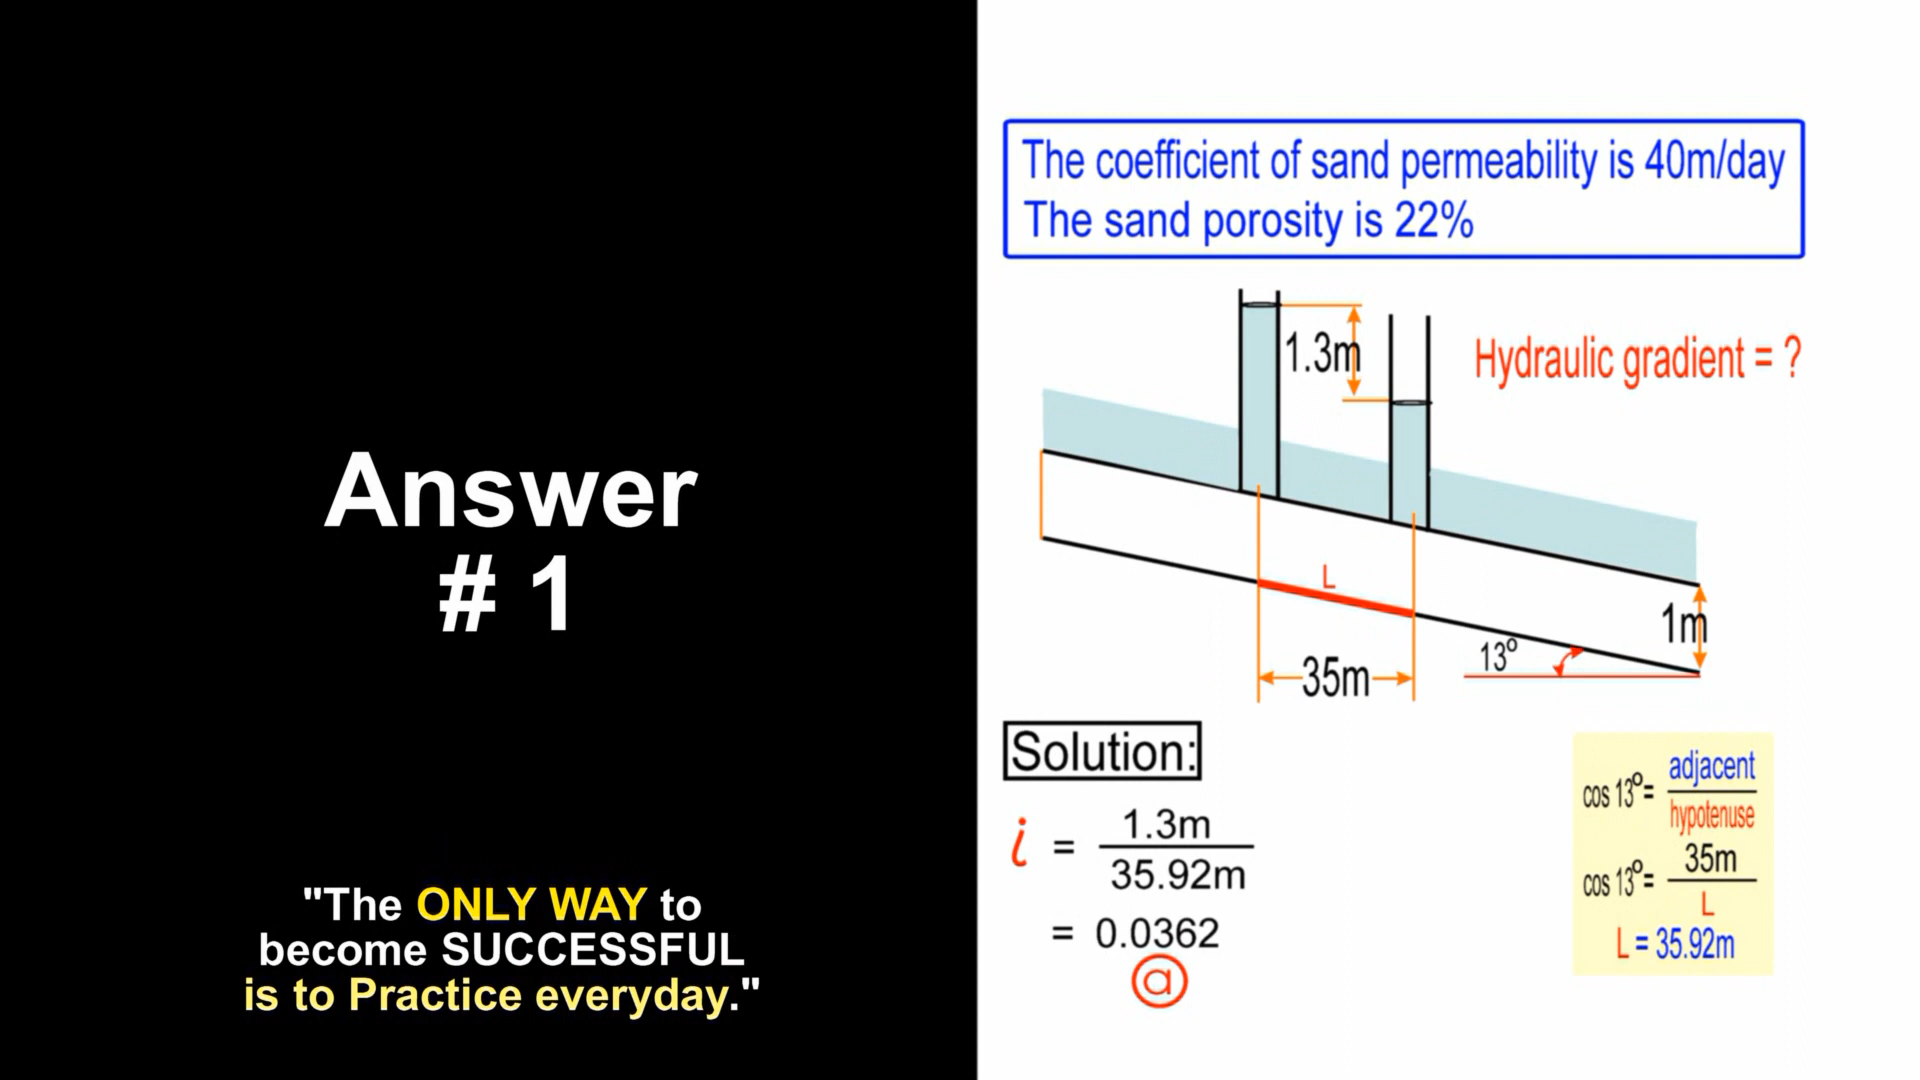 Answer
# 1
"The ONLY WAY to
become SUCCESSFUL
is to Practice everyday."
The coefficient of sand permeability is 40m/day
The sand porosity is 22%
1.3m
Hydraulic gradient = ?
L
1m
13°
35m
Solution:
i = 1.3m
35.92m
= 0.0362
a
cos 13°= adjacent
hypotenuse
cos 13°= 35m
L
L = 35.92m